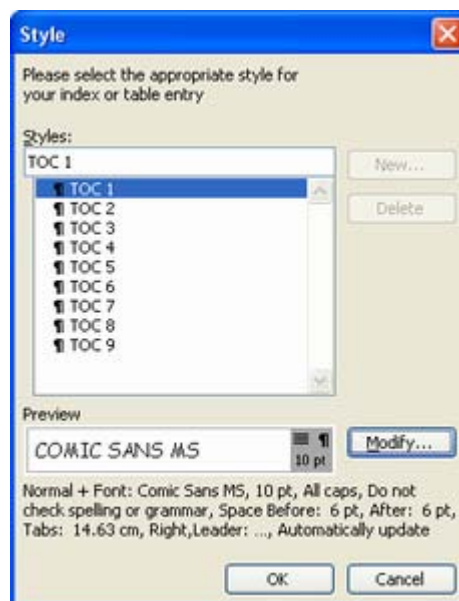 Style
Please select the appropriate style for
your index or table entry
Styles:
TOC 1
New...
¶ TOC 1
¶ TOC 2
Delete
¶ TOC 3
¶ TOC 4
¶ TOC 5
¶ TOC 6
¶ TOC 7
¶ TOC 8
¶ TOC 9
Preview
COMIC SANS MS
¶
10 pt
Modify...
Normal + Font: Comic Sans MS, 10 pt, All caps, Do not
check spelling or grammar, Space Before: 6 pt, After: 6 pt,
Tabs: 14.63 cm, Right,Leader: ..., Automatically update
OK
Cancel